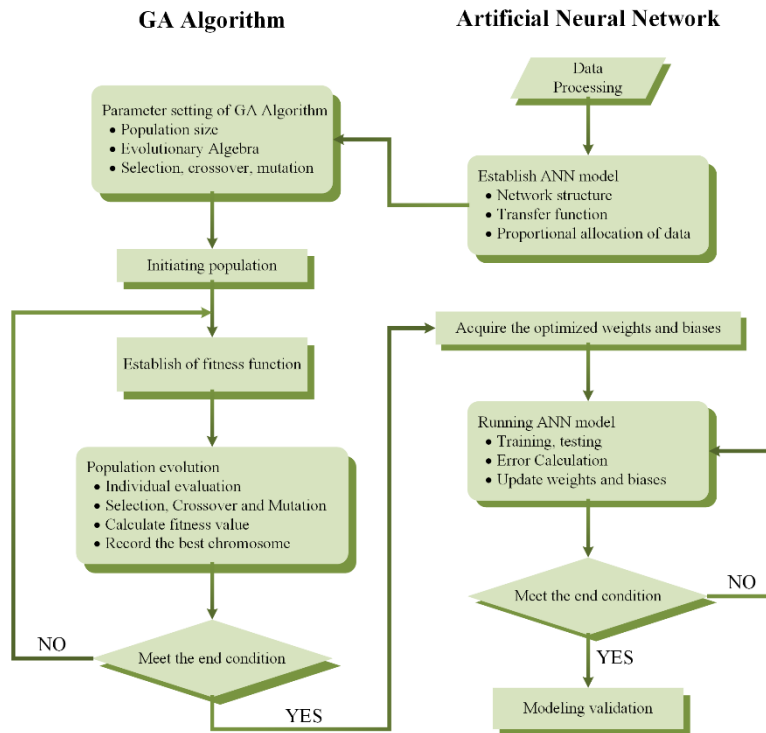 GA Algorithm
Parameter setting of GA Algorithm
• Population size
• Evolutionary Algebra
• Selection, crossover, mutation
Initiating population
Establish of fitness function
Population evolution
• Individual evaluation
• Selection, Crossover and Mutation
• Calculate fitness value
• Record the best chromosome
NO
Meet the end condition
YES
Artificial Neural Network
Data
Processing
Establish ANN model
• Network structure
• Transfer function
• Proportional allocation of data
Acquire the optimized weights and biases
Running ANN model
• Training, testing
• Error Calculation
• Update weights and biases
Meet the end condition
NO
YES
Modeling validation